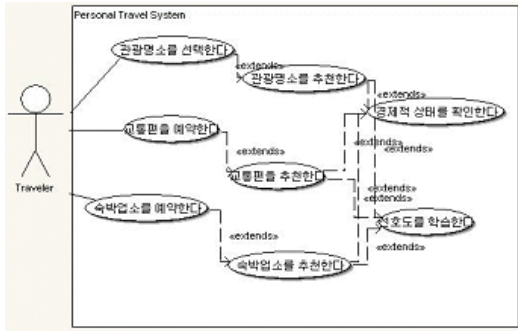 Personal Travel System
관광명소를 선택한다
«extends»
관광명소를 추천한다
«extends»
경제적 상태를 확인한다
교통편을 예약한다
«extends»
«extends»
교통편을 추천한다
Traveler
«extends»
숙박업소를 예약한다
«extends»
선호도를 학습한다
«extends»
«extends»
숙박업소를 추천한다